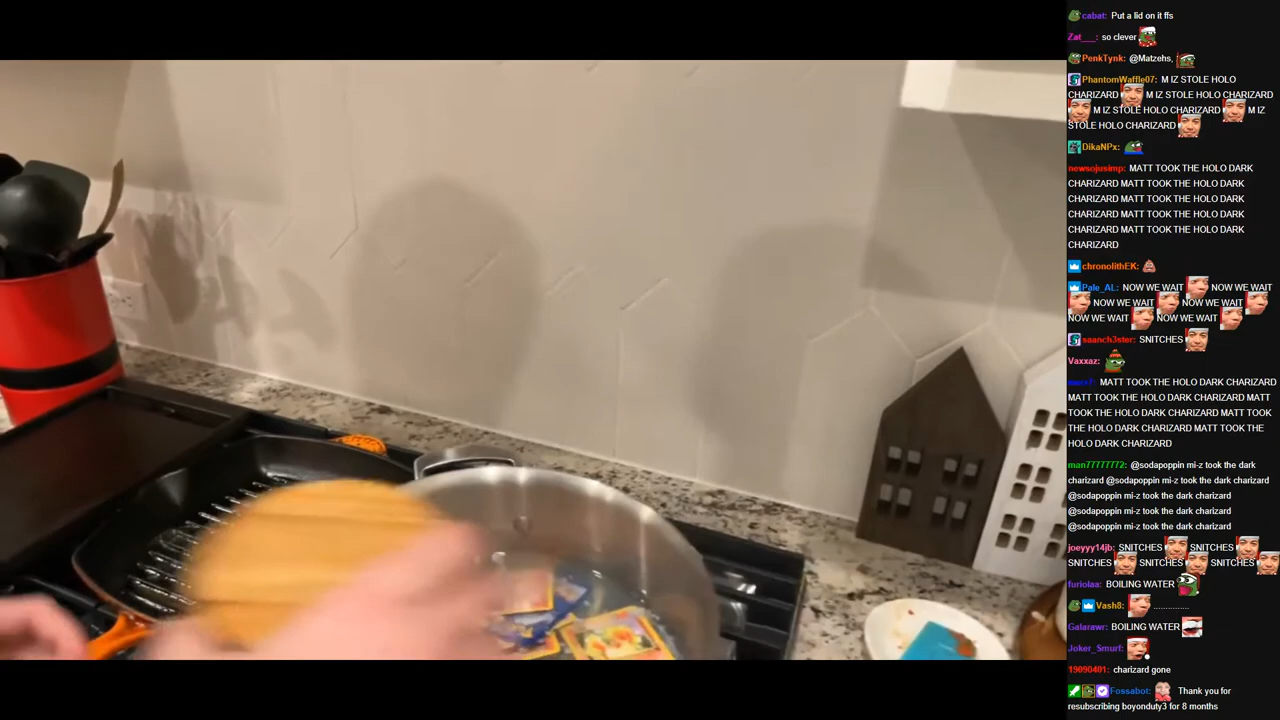 cabat: Put a lid on it ffs
Zat___: so clever
PenkTynk: @Matzehs,
PhantomWaffle07: M IZ STOLE HOLO
CHARIZARD M IZ STOLE HOLO CHARIZARD
M IZ STOLE HOLO CHARIZARD M IZ
STOLE HOLO CHARIZARD
DikaNPx:
newsojusimp: MATT TOOK THE HOLO DARK
CHARIZARD MATT TOOK THE HOLO DARK
CHARIZARD MATT TOOK THE HOLO DARK
CHARIZARD MATT TOOK THE HOLO DARK
CHARIZARD MATT TOOK THE HOLO DARK
CHARIZARD
chronolithEK:
Pale_AL: NOW WE WAIT NOW WE WAIT
NOW WE WAIT NOW WE WAIT
NOW WE WAIT NOW WE WAIT
saanch3ster: SNITCHES
Vaxxaz:
MATT TOOK THE HOLO DARK CHARIZARD
MATT TOOK THE HOLO DARK CHARIZARD MATT
TOOK THE HOLO DARK CHARIZARD MATT TOOK
THE HOLO DARK CHARIZARD MATT TOOK THE
HOLO DARK CHARIZARD
man77777772: @sodapoppin mi-z took the dark
charizard @sodapoppin mi-z took the dark charizard
@sodapoppin mi-z took the dark charizard
@sodapoppin mi-z took the dark charizard
@sodapoppin mi-z took the dark charizard
joeyyy14jb: SNITCHES SNITCHES
SNITCHES SNITCHES SNITCHES
furiolaa: BOILING WATER
Vash8: ...............
Galarawr: BOILING WATER
Joker_Smurf:
19090401: charizard gone
Fossabot: Thank you for
resubscribing boyonduty3 for 8 months